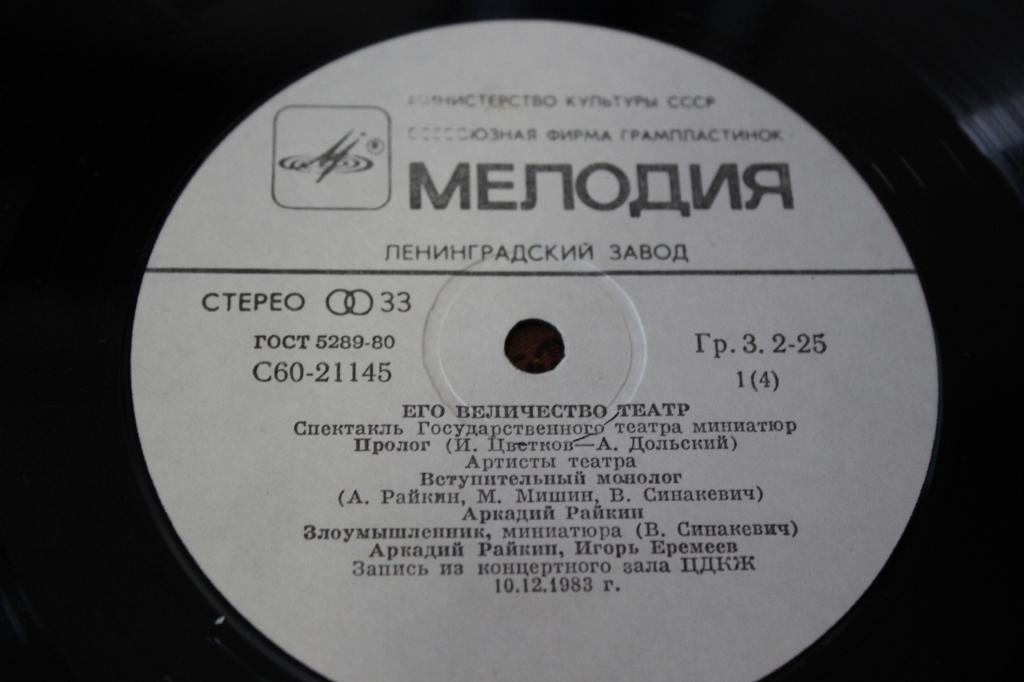 МИНИСТЕРСТВО КУЛЬТУРЫ СССР
ВСЕСОЮЗНАЯ ФИРМА ГРАМПЛАСТИНОК
®
МЕЛОДИЯ
ЛЕНИНГРАДСКИЙ ЗАВОД
СТЕРЕО 33
ГОСТ 5289-80
Гр. 3. 2-25
С60-21145
1(4)
ЕГО ВЕЛИЧЕСТВО ТЕАТР
Спектакль Государственного театра миниатюр
Пролог (И. Цветков—А. Дольский)
Артисты театра
Вступительный монолог
(А. Райкин, М. Мишин, В. Синакевич)
Аркадий Райкин
Злоумышленник, миниатюра (В. Синакевич)
Аркадий Райкин, Игорь Еремеев
Запись из концертного зала ЦДКЖ
10.12.1983 г.